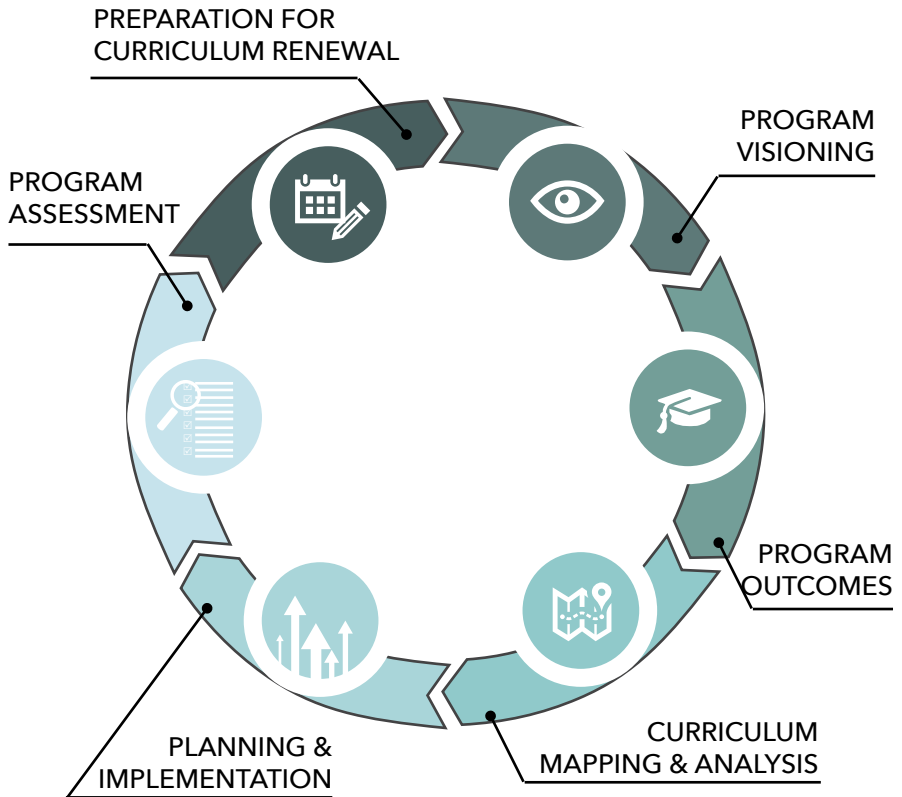 PREPARATION FOR
CURRICULUM RENEWAL
PROGRAM
VISIONING
PROGRAM
OUTCOMES
CURRICULUM
MAPPING & ANALYSIS
PLANNING &
IMPLEMENTATION
PROGRAM
ASSESSMENT